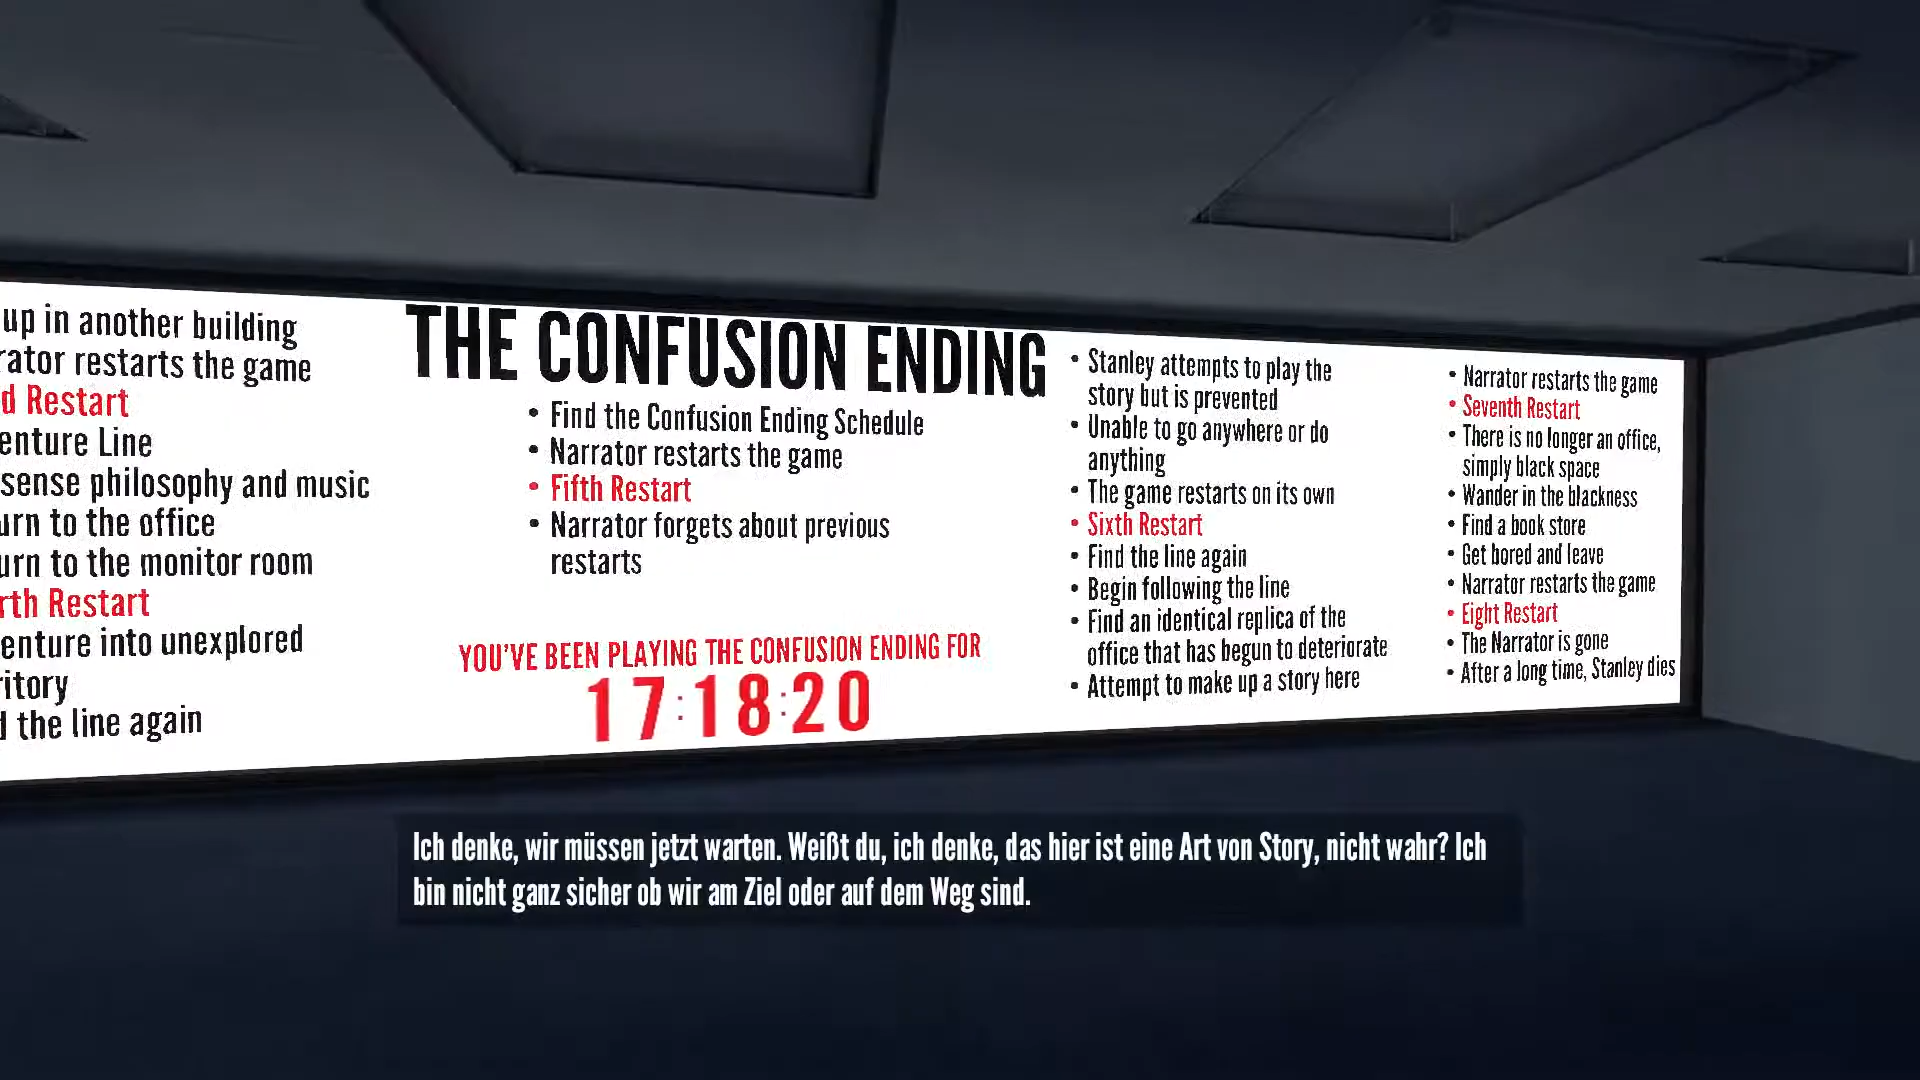 up in another building
restarts the game
Restart
Line
philosophy and music
to the office
to the monitor room
Restart
into unexplored
the line again
THE CONFUSION ENDING
• Find the Confusion Ending Schedule
• Narrator restarts the game
• Fifth Restart
• Narrator forgets about previous
restarts
YOU'VE BEEN PLAYING THE CONFUSION ENDING FOR
17:18:20
• Stanley attempts to play the
story but is prevented
• Unable to go anywhere or do
anything
• The game restarts on its own
• Sixth Restart
• Find the line again
• Begin following the line
• Find an identical replica of the
office that has begun to deteriorate
• Attempt to make up a story here
• Narrator restarts the game
• Seventh Restart
• There is no longer an office,
simply black space
• Wander in the blackness
• Find a book store
• Get bored and leave
• Narrator restarts the game
• Eight Restart
• The Narrator is gone
• After a long time, Stanley dies
Ich denke, wir müssen jetzt warten. Weißt du, ich denke, das hier ist eine Art von Story, nicht wahr? Ich
bin nicht ganz sicher ob wir am Ziel oder auf dem Weg sind.